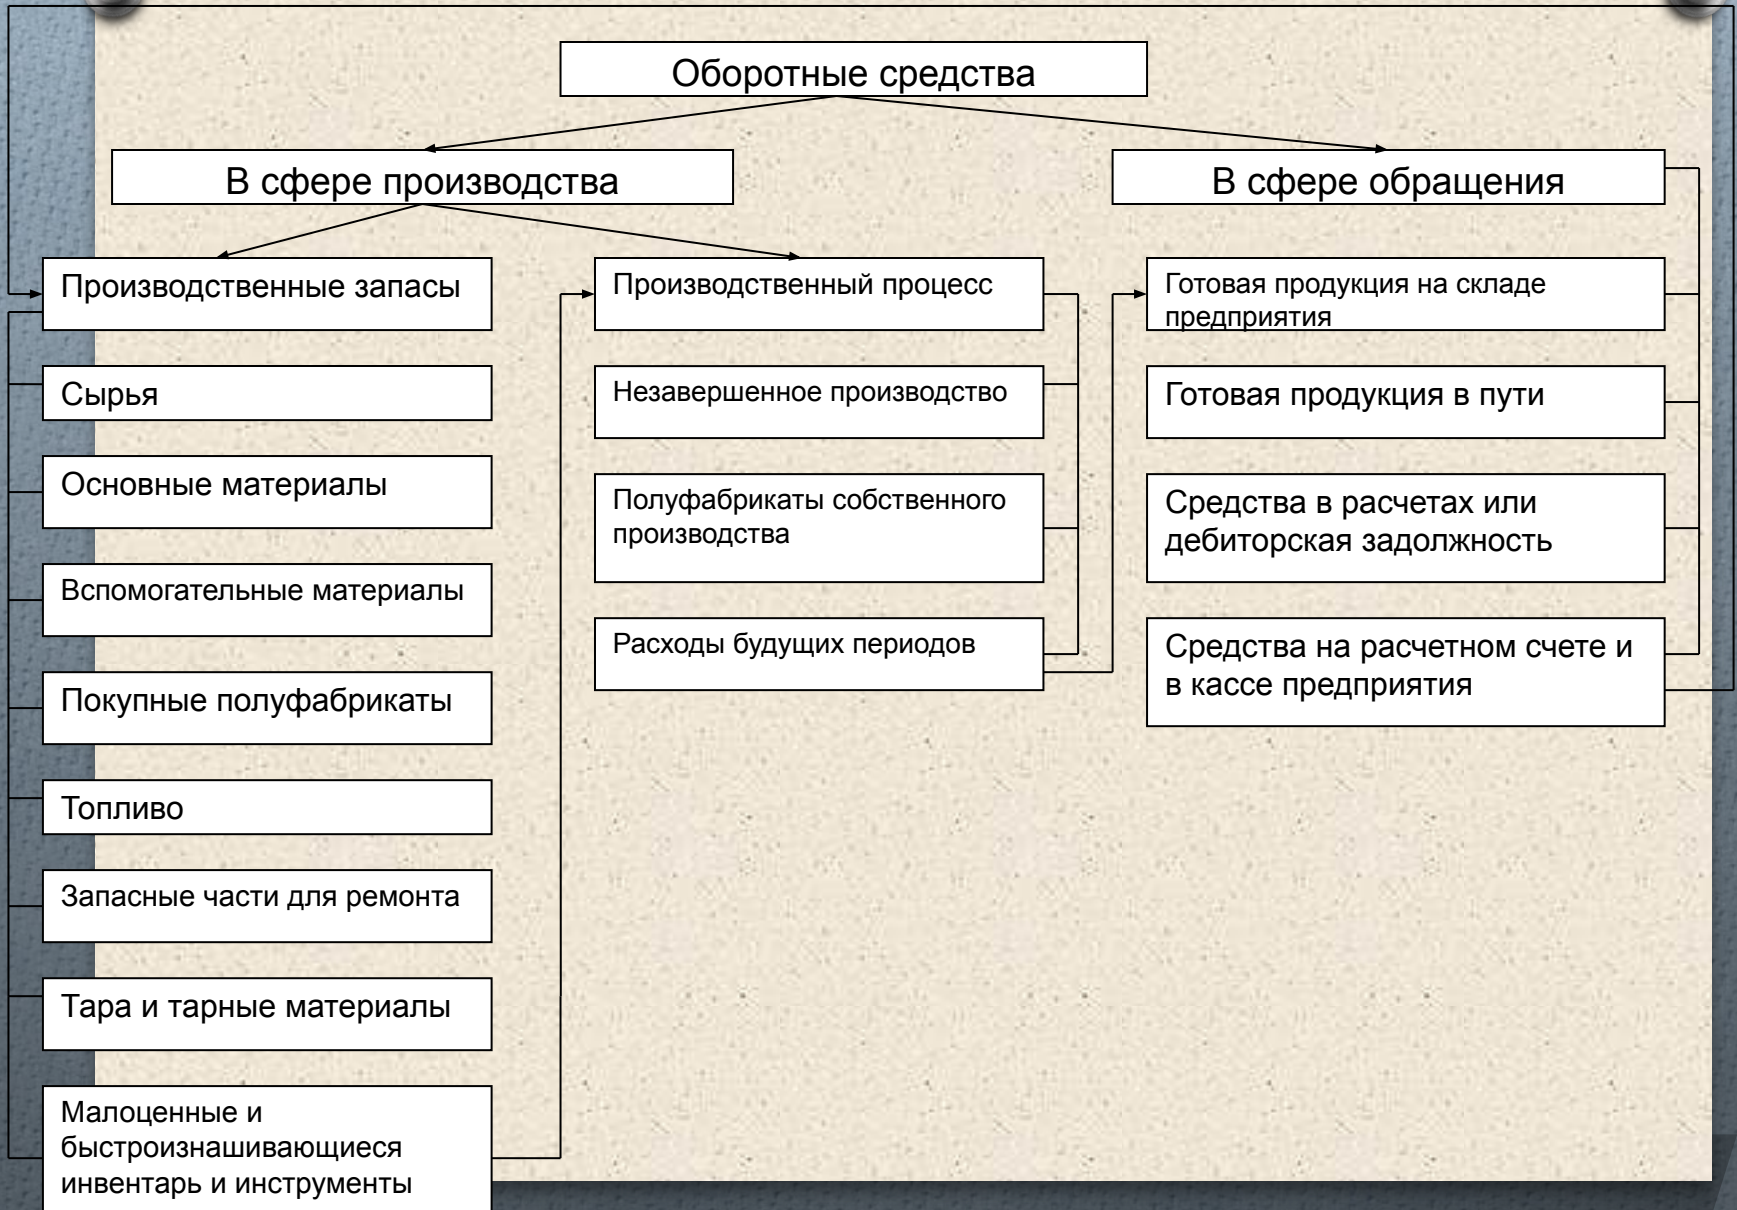 Оборотные средства
В сфере производства
В сфере обращения
Производственные запасы
Сырья
Основные материалы
Вспомогательные материалы
Покупные полуфабрикаты
Топливо
Запасные части для ремонта
Тара и тарные материалы
Малоценные и
быстроизнашивающиеся
инвентарь и инструменты
Производственный процесс
Незавершенное производство
Полуфабрикаты собственного
производства
Расходы будущих периодов
Готовая продукция на складе
предприятия
Готовая продукция в пути
Средства в расчетах или
дебиторская задолжность
Средства на расчетном счете и
в кассе предприятия